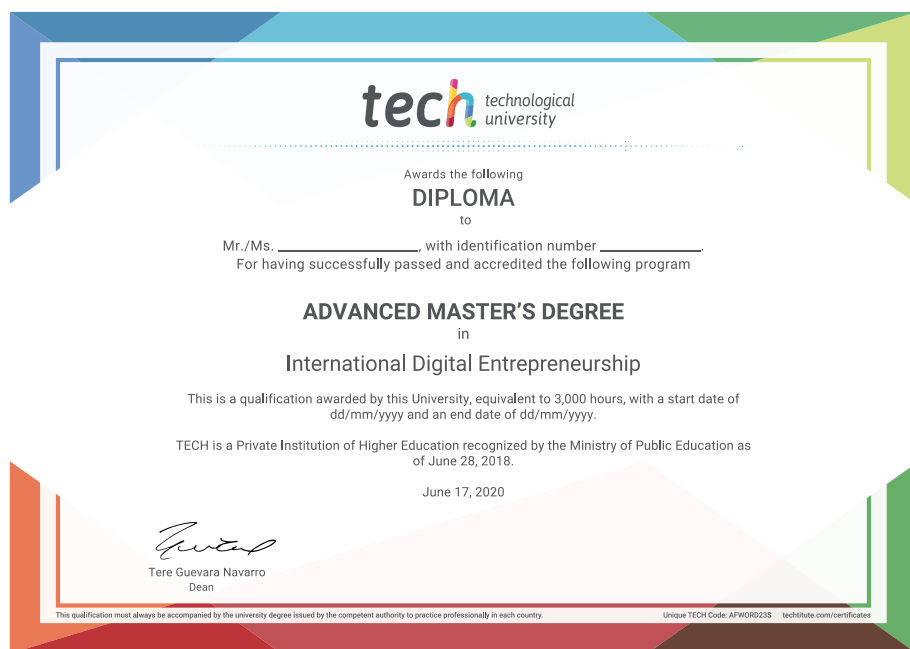 tech technological
university
Awards the following
DIPLOMA
to
Mr./Ms. ____________, with identification number ____________.
For having successfully passed and accredited the following program
ADVANCED MASTER'S DEGREE
in
International Digital Entrepreneurship
This is a qualification awarded by this University, equivalent to 3,000 hours, with a start date of
dd/mm/yyyy and an end date of dd/mm/yyyy.
TECH is a Private Institution of Higher Education recognized by the Ministry of Public Education as
of June 28, 2018.
June 17, 2020
Tere Guevara Navarro
Dean
This qualification must always be accompanied by the university degree issued by the competent authority to practice professionally in each country.
Unique TECH Code: AFWORD23S techtitute.com/certificates